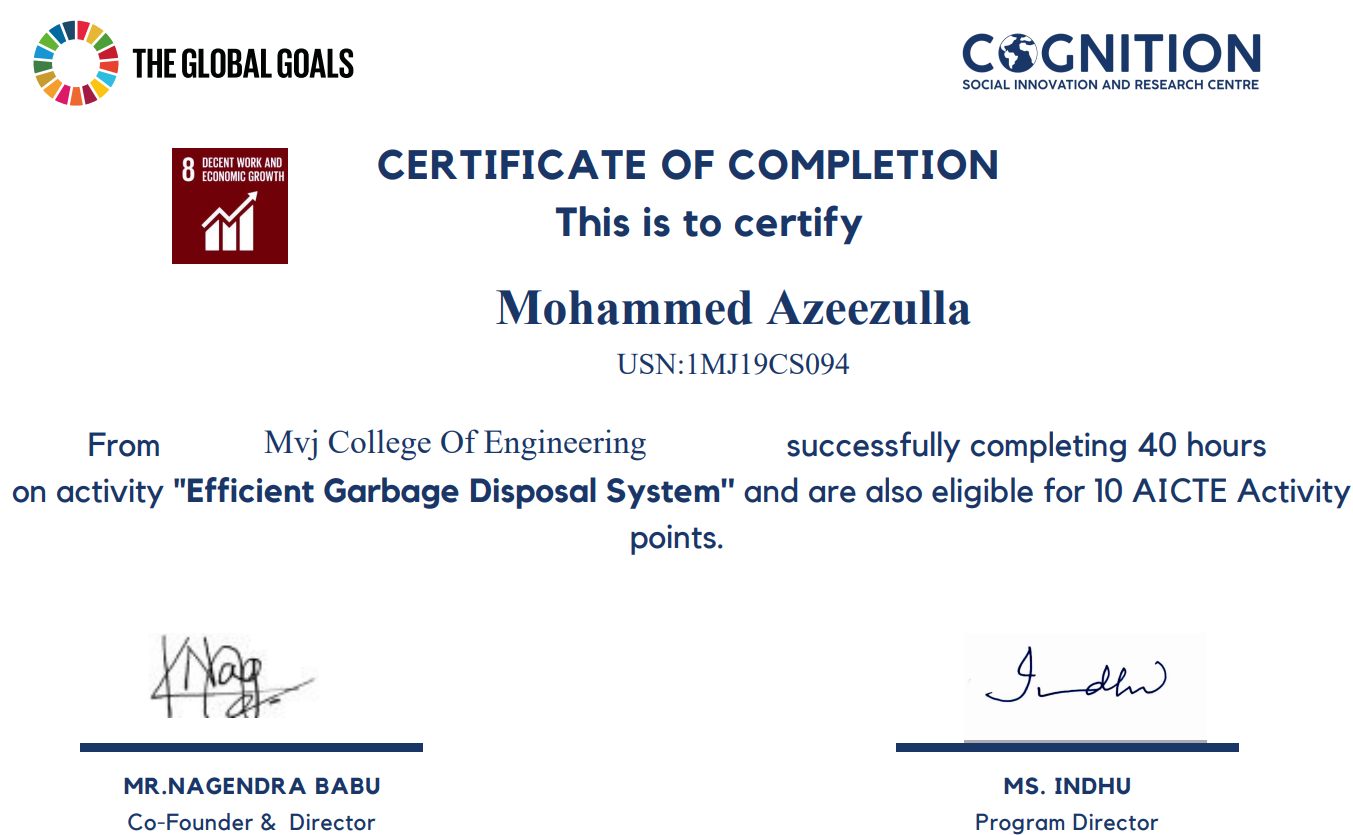 THE GLOBAL GOALS
COGNITION
SOCIAL INNOVATION AND RESEARCH CENTRE
8 DECENT WORK AND
ECONOMIC GROWTH
CERTIFICATE OF COMPLETION
This is to certify
Mohammed Azeezulla
USN:1MJ19CS094
From Mvj College Of Engineering successfully completing 40 hours
on activity "Efficient Garbage Disposal System" and are also eligible for 10 AICTE Activity
points.
KNag
Indhu
MR.NAGENDRA BABU
Co-Founder & Director
MS. INDHU
Program Director